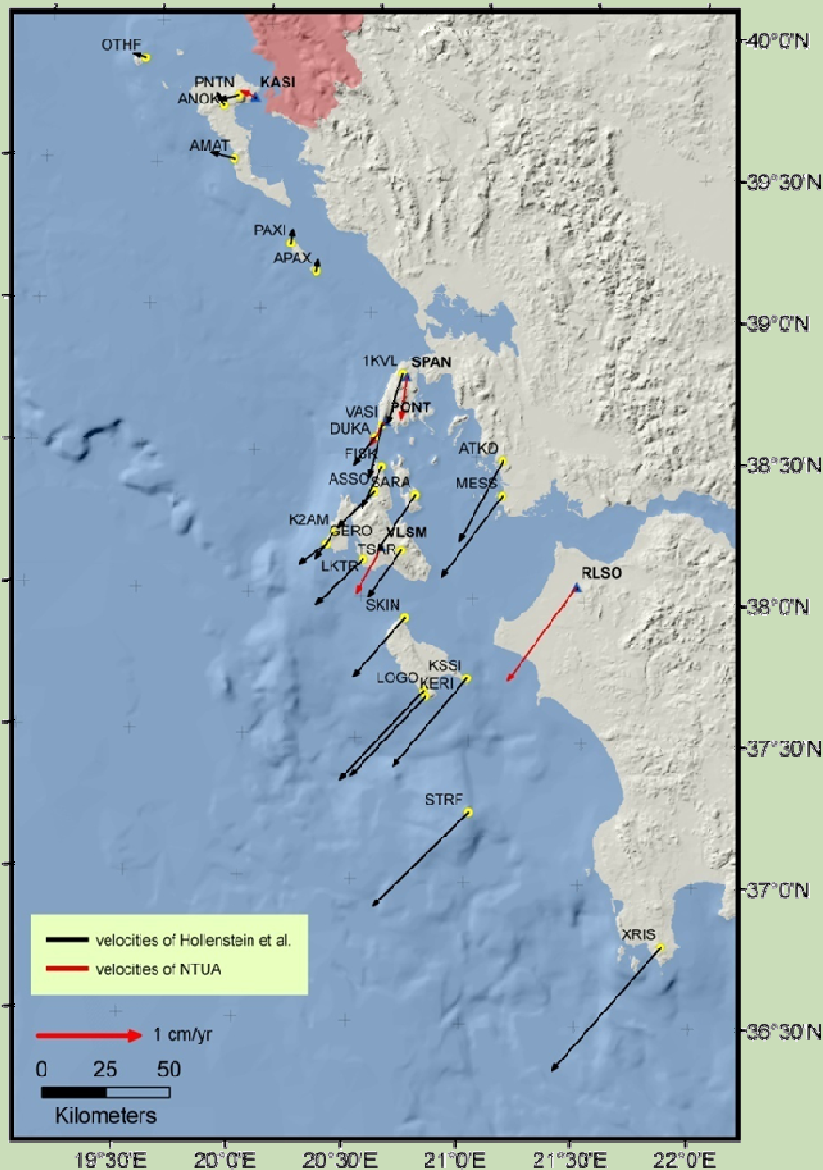 40°0'N
OTHF
PNTN
KASI
ANOK
AMAT
39°30'N
PAXI
APAX
39°0'N
1KVL
SPAN
PONT
VASI
DUKA
FISK
ATKO
38°30'N
ASSO
SARA
MESS
K2AM
GERO
VLSM
TSAR
LKTR
RLSO
SKIN
38°0'N
KSSI
LOGO
KERI
37°30'N
STRF
37°0'N
XRIS
velocities of Hollenstein et al.
velocities of NTUA
1 cm/yr
36°30'N
0 25 50
Kilometers
19°30'E 20°0'E 20°30'E 21°0'E 21°30'E 22°0'E